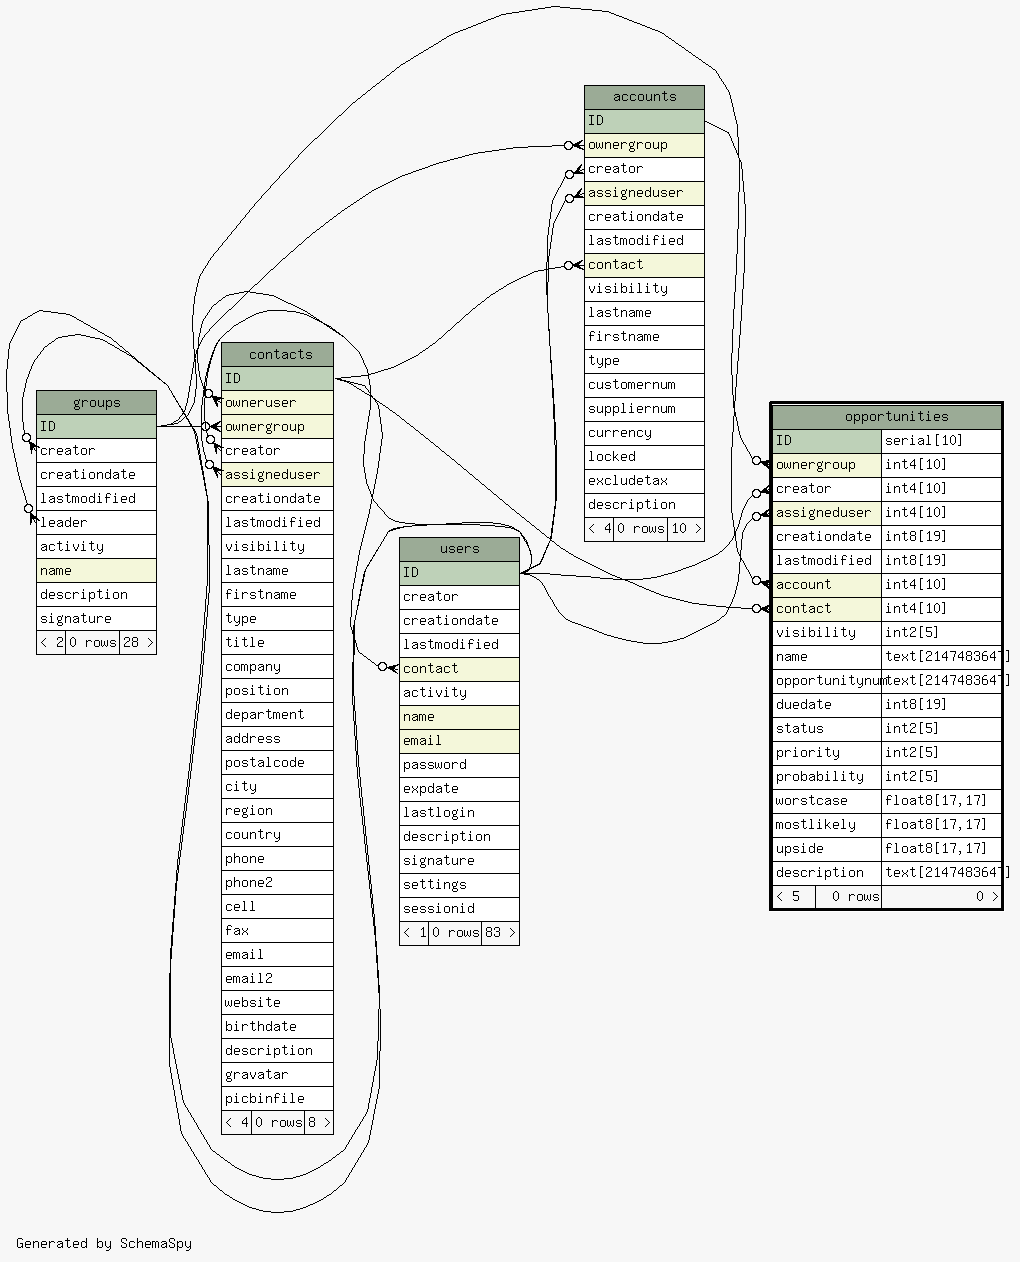 accounts
ID
ownergroup
creator
assigneduser
creationdate
lastmodified
contact
visibility
lastname
firstname
type
customernum
suppliernum
currency
locked
excludetax
description
< 4 0 rows 10 >
contacts
ID
owneruser
ownergroup
creator
assigneduser
creationdate
lastmodified
visibility
lastname
firstname
type
title
company
position
department
address
postalcode
city
region
country
phone
phone2
cell
fax
email
email2
website
birthdate
description
gravatar
picbinfile
< 4 0 rows 8 >
groups
ID
creator
creationdate
lastmodified
leader
activity
name
description
signature
< 2 0 rows 28 >
users
ID
creator
creationdate
lastmodified
contact
activity
name
email
password
expdate
lastlogin
description
signature
settings
sessionid
< 1 0 rows 83 >
opportunities
ID serial[10]
ownergroup int4[10]
creator int4[10]
assigneduser int4[10]
creationdate int8[19]
lastmodified int8[19]
account int4[10]
contact int4[10]
visibility int2[5]
name text[2147483647]
opportunitynum text[2147483647]
duedate int8[19]
status int2[5]
priority int2[5]
probability int2[5]
worstcase float8[17,17]
mostlikely float8[17,17]
upside float8[17,17]
description text[2147483647]
< 5 0 rows 0 >
Generated by SchemaSpy